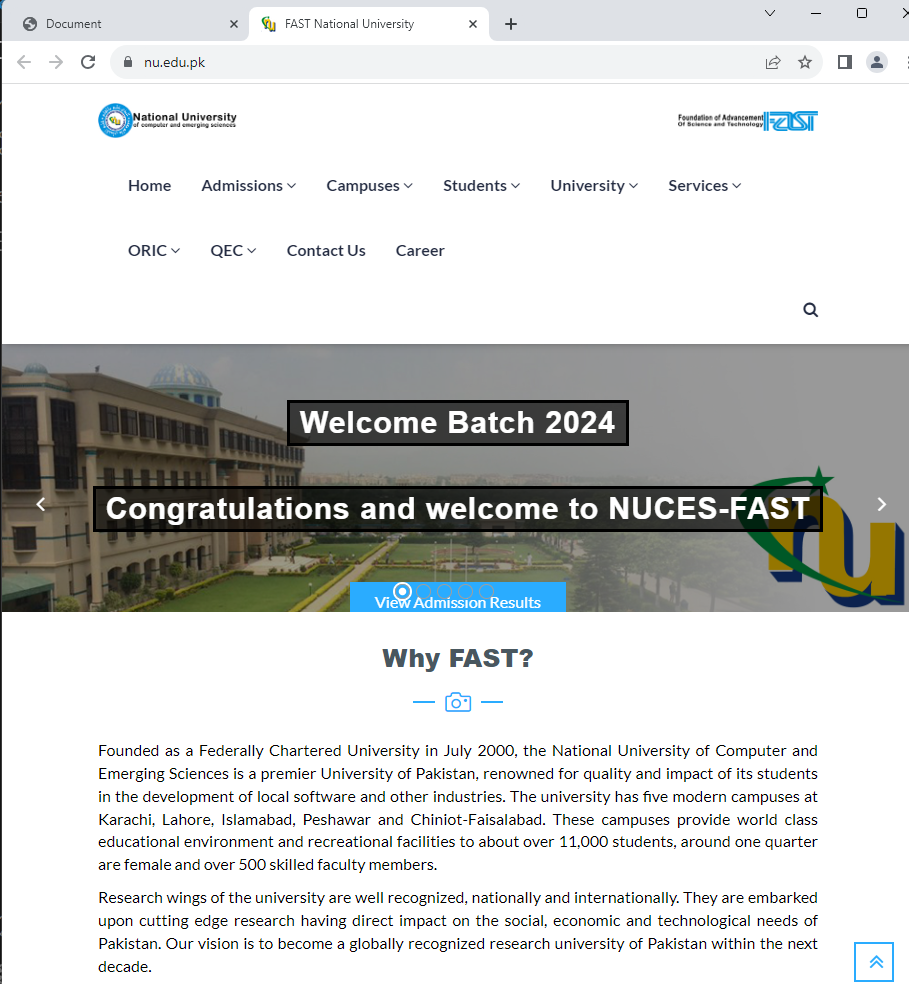 Document
FAST National University
nu.edu.pk
National University
of computer and emerging sciences
Foundation of Advancement
Of Science and Technology
FAST
Home Admissions Campuses Students University Services
ORIC QEC Contact Us Career
Welcome Batch 2024
Congratulations and welcome to NUCES-FAST
nu
View Admission Results
Why FAST?
Founded as a Federally Chartered University in July 2000, the National University of Computer and
Emerging Sciences is a premier University of Pakistan, renowned for quality and impact of its students
in the development of local software and other industries. The university has five modern campuses at
Karachi, Lahore, Islamabad, Peshawar and Chiniot-Faisalabad. These campuses provide world class
educational environment and recreational facilities to about over 11,000 students, around one quarter
are female and over 500 skilled faculty members.
Research wings of the university are well recognized, nationally and internationally. They are embarked
upon cutting edge research having direct impact on the social, economic and technological needs of
Pakistan. Our vision is to become a globally recognized research university of Pakistan within the next
decade.